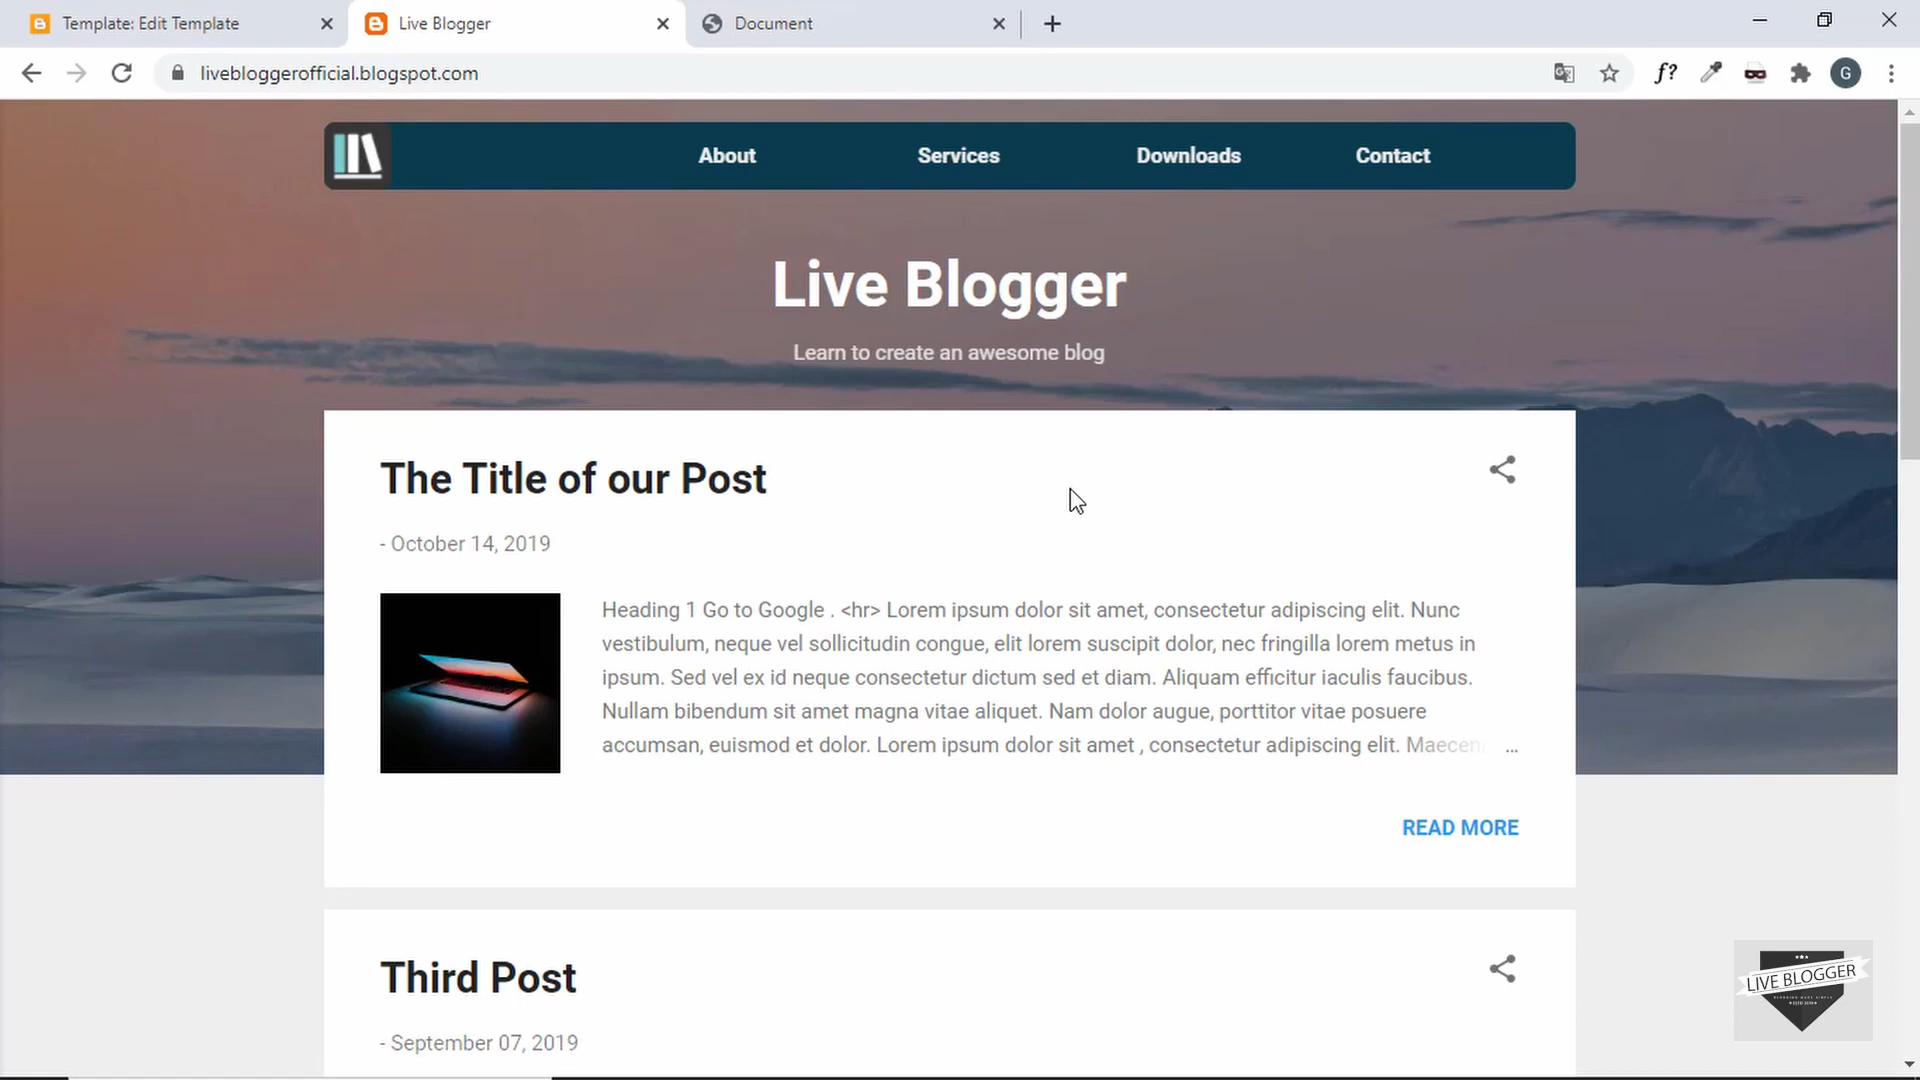 Template: Edit Template
Live Blogger
Document
livebloggerofficial.blogspot.com
f?
G
About
Services
Downloads
Contact
Live Blogger
Learn to create an awesome blog
The Title of our Post
- October 14, 2019
Heading 1 Go to Google . <hr> Lorem ipsum dolor sit amet, consectetur adipiscing elit. Nunc
vestibulum, neque vel sollicitudin congue, elit lorem suscipit dolor, nec fringilla lorem metus in
ipsum. Sed vel ex id neque consectetur dictum sed et diam. Aliquam efficitur iaculis faucibus.
Nullam bibendum sit amet magna vitae aliquet. Nam dolor augue, porttitor vitae posuere
accumsan, euismod et dolor. Lorem ipsum dolor sit amet , consectetur adipiscing elit. Maecen ...
READ MORE
Third Post
- September 07, 2019
LIVE BLOGGER